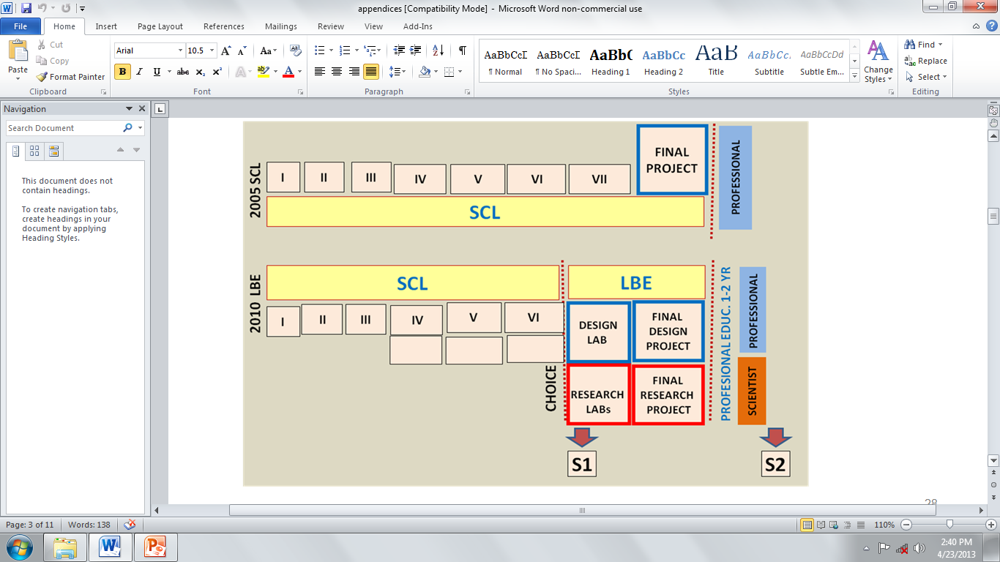 appendices [Compatibility Mode] - Microsoft Word non-commercial use
File Home Insert Page Layout References Mailings Review View Add-Ins
Paste
Cut
Copy
Format Painter
Clipboard
Arial 10.5
Font
Paragraph
AaBbCcI AaBbCcI AaBbC AaBbCc AaB AaBbCc. AaBbCcDd
¶ Normal ¶ No Spaci... Heading 1 Heading 2 Title Subtitle Subtle Em...
Styles
Change
Styles
Find
Replace
Select
Editing
Navigation
Search Document
This document does not
contain headings.
To create navigation tabs,
create headings in your
document by applying
Heading Styles.
2005 SCL
I II III IV V VI VII
FINAL
PROJECT
PROFESSIONAL
SCL
2010 LBE
SCL
LBE
I II III IV V VI
DESIGN
LAB
FINAL
DESIGN
PROJECT
CHOICE
RESEARCH
LABs
FINAL
RESEARCH
PROJECT
PROFESIONAL EDUC. 1-2 YR
PROFESSIONAL
SCIENTIST
S1
S2
28
Page: 3 of 11 Words: 138
110%
2:40 PM
4/23/2013